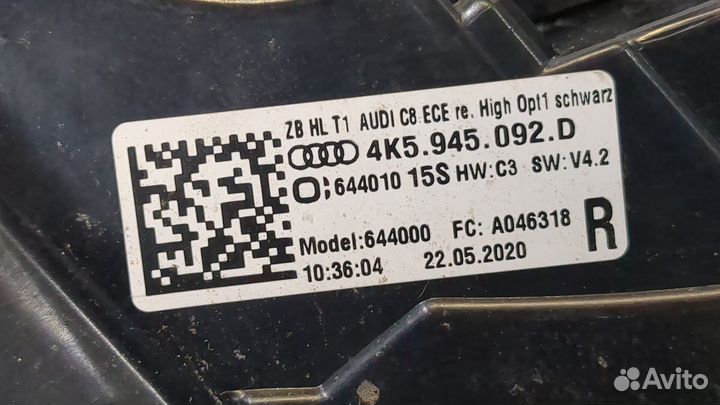 ZB HL T1 AUDI C8 ECE re. High Opt1 schwarz
4K5.945.092.D
644010 15S HW:C3 SW:V4.2
Model:644000 FC: A046318
R
10:36:04 22.05.2020
Avito